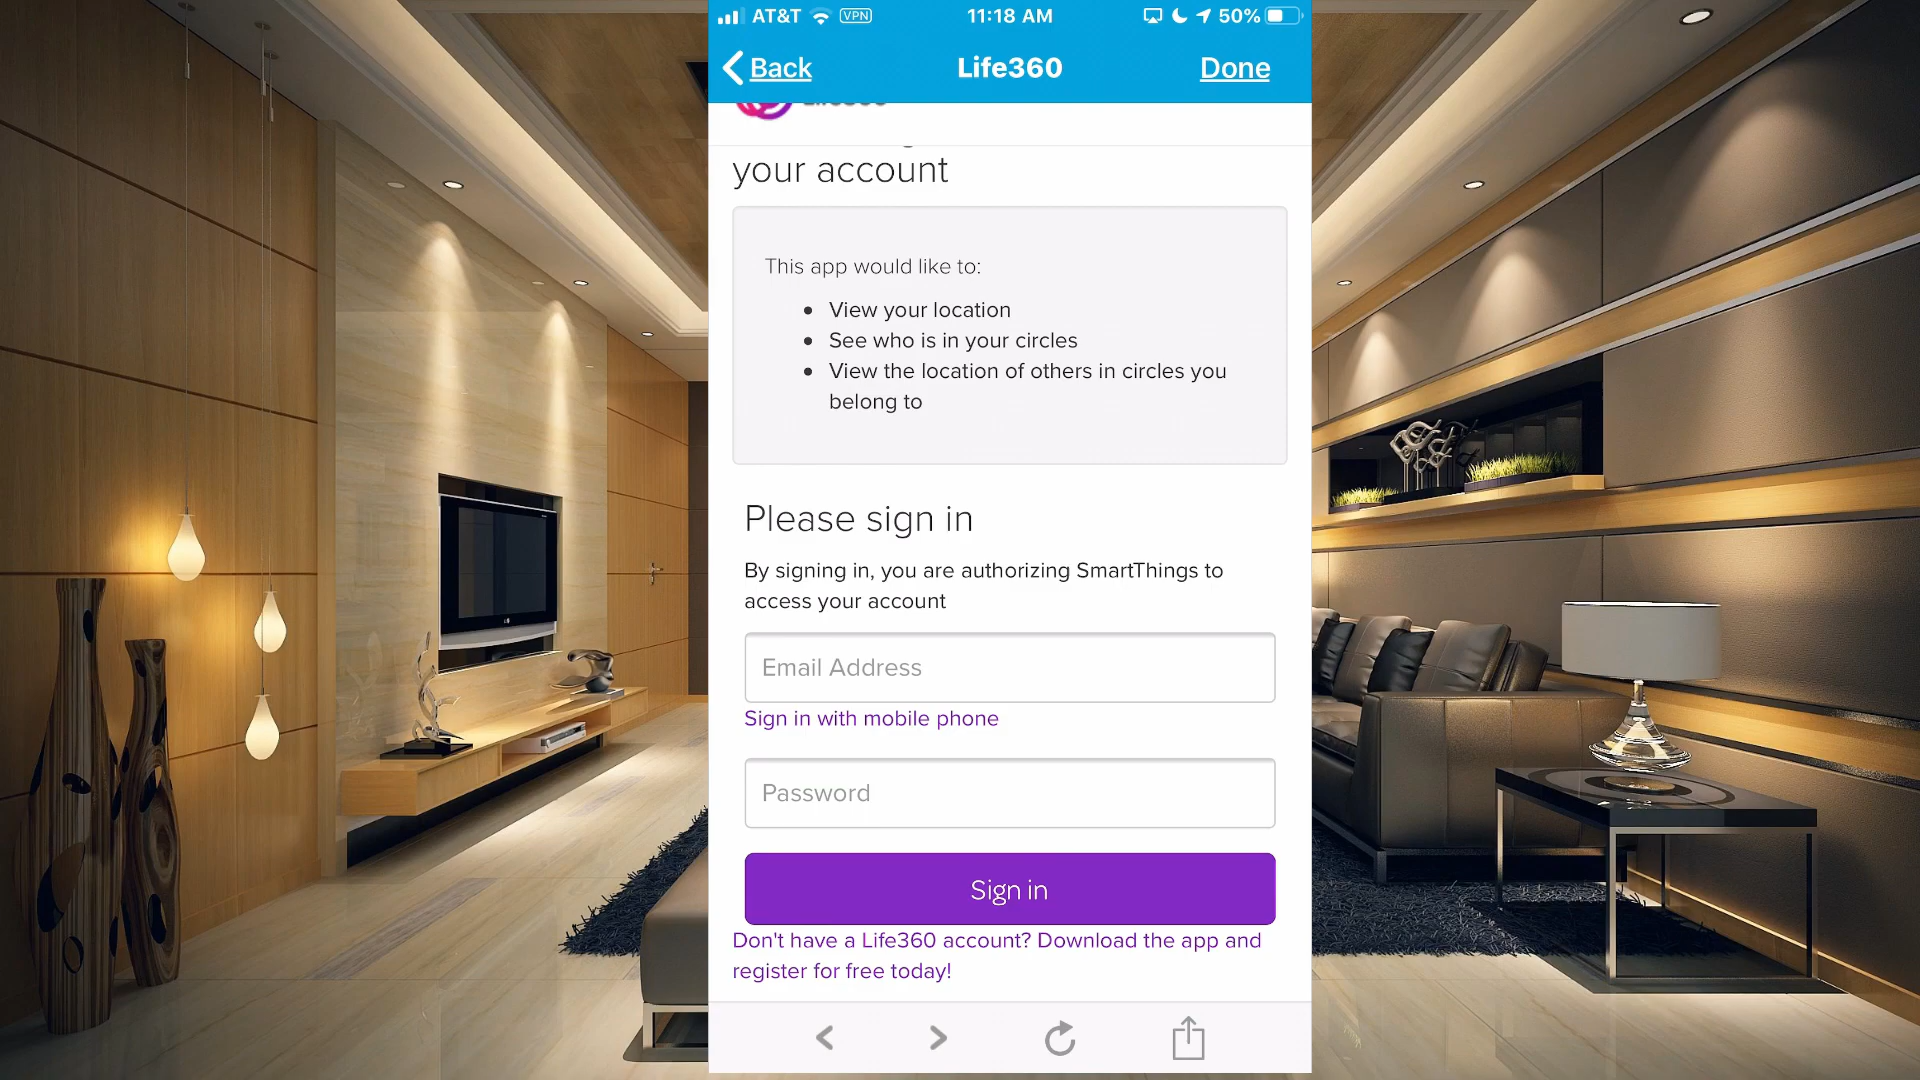 AT&T VPN 11:18 AM 50%
Back Life360 Done
your account
This app would like to:
View your location
See who is in your circles
View the location of others in circles you
belong to
Please sign in
By signing in, you are authorizing SmartThings to
access your account
Email Address
Sign in with mobile phone
Password
Sign in
Don't have a Life360 account? Download the app and
register for free today!